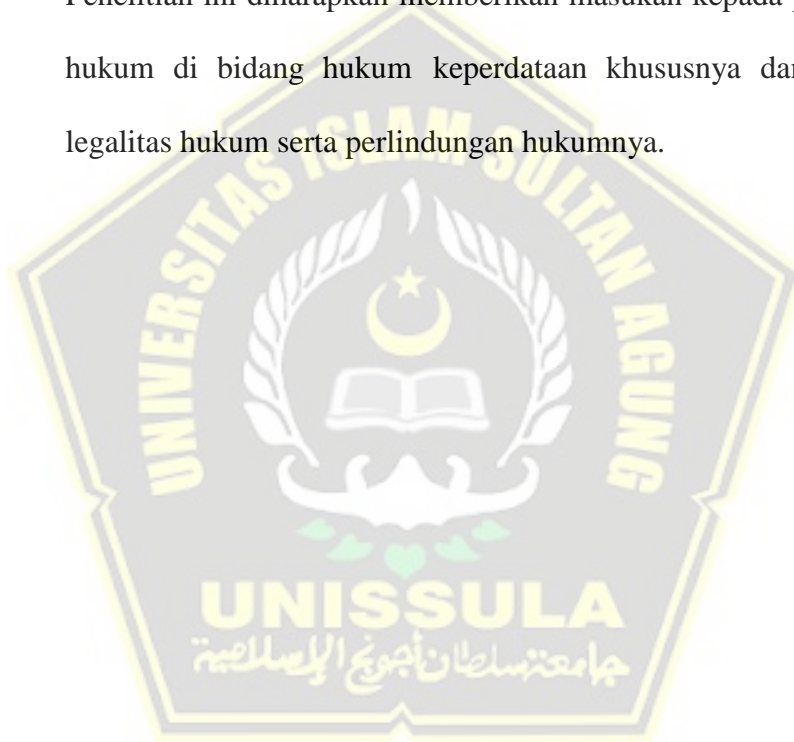 Penelitian ini diharapkan memberikan masukan kepada
hukum di bidang hukum keperdataan khususnya dar
legalitas hukum serta perlindungan hukumnya.
UNIVERSITAS ISLAM SULTAN AGUNG
UNISSULA
جامعة سلطان أجونج الإسلامية